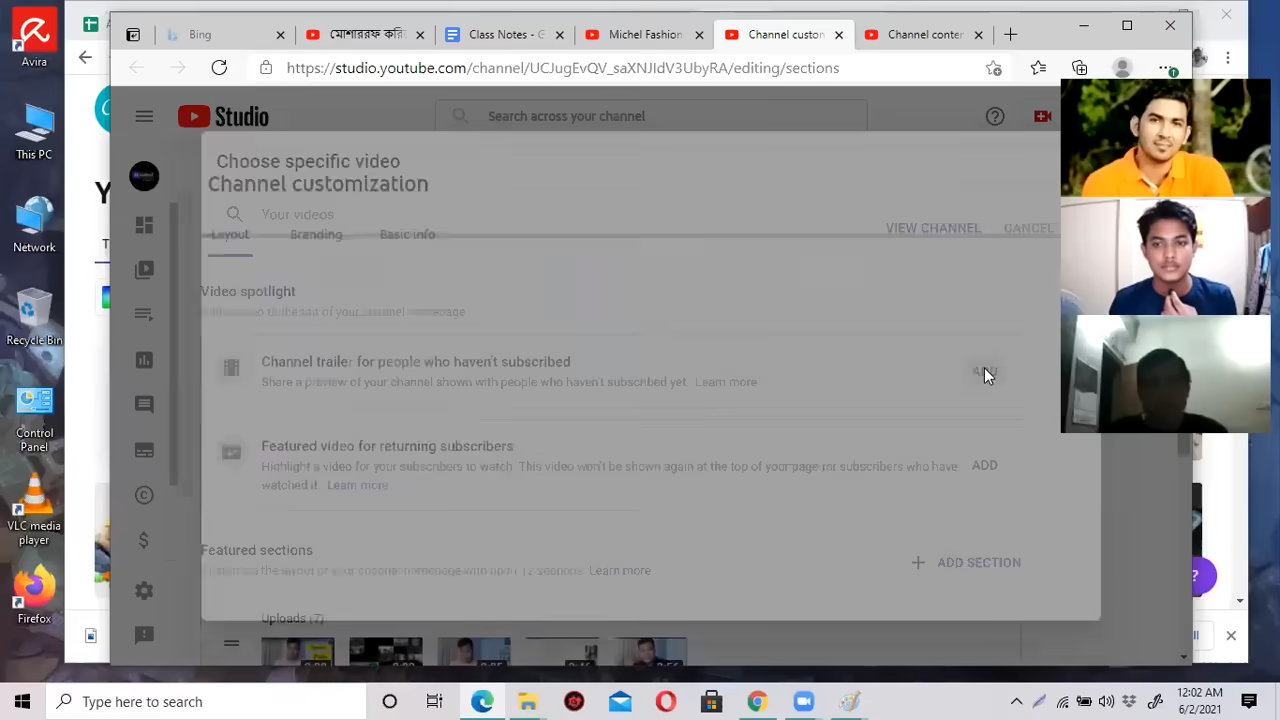 Avira
This PC
Network
Recycle Bin
Control Panel
VLC media player
Firefox
Bing
Class Notes - G
Michel Fashion
Channel custon
Channel conter
https://studio.youtube.com/channel/UCJugEvQV_saXNJIdV3UbyRA/editing/sections
Studio
Search across your channel
Choose specific video
Channel customization
Your videos
Layout
Branding
Basic info
VIEW CHANNEL
CANCEL
Video spotlight
Channel trailer for people who haven't subscribed
Share a preview of your channel shown with people who haven't subscribed yet. Learn more
Featured video for returning subscribers
Highlight a video for your subscribers to watch. This video won't be shown again at the top of your page for subscribers who have
watched it. Learn more
ADD
Featured sections
ADD SECTION
Learn more
Uploads (7)
Type here to search
12:02 AM
6/2/2021